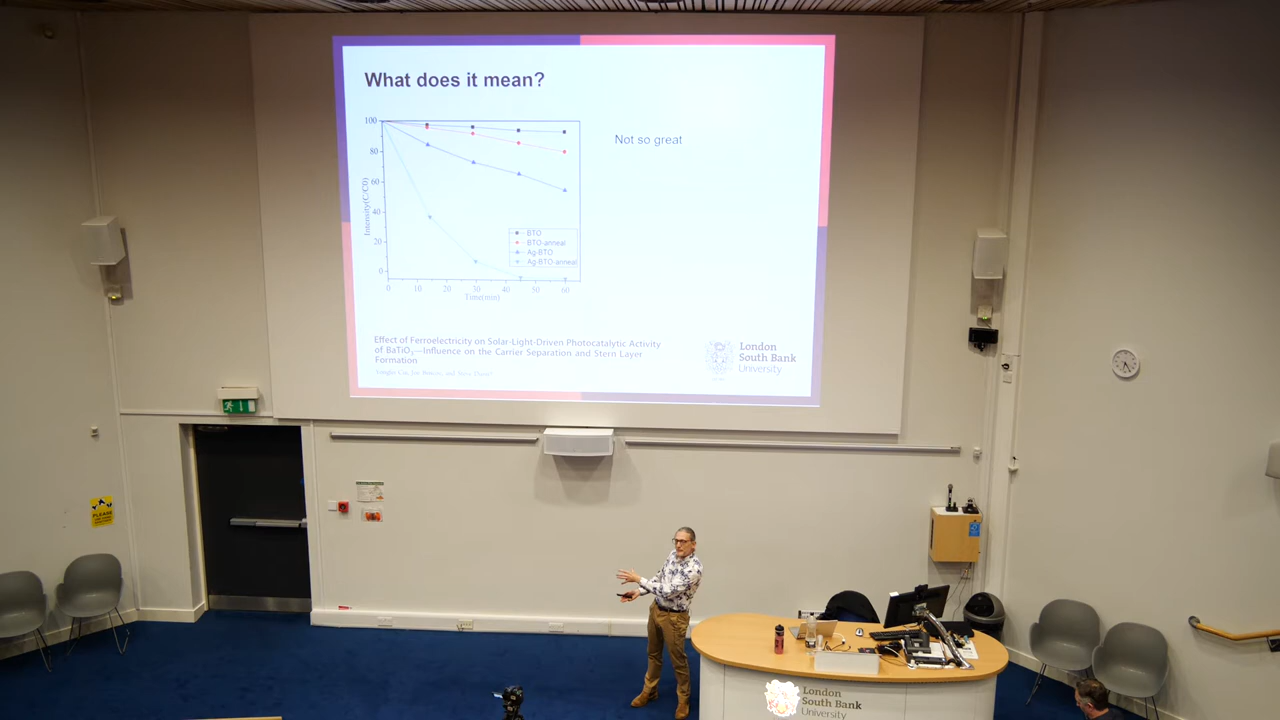 What does it mean?
Not so great
100
80
60
40
20
0
Intensity(C/C0)
BTO
BTO-anneal
Ag-BTO
Ag-BTO-anneal
0 10 20 30 40 50 60
Time(min)
Effect of Ferroelectricity on Solar-Light-Driven Photocatalytic Activity
of BaTiO₃—Influence on the Carrier Separation and Stern Layer
Formation
London
South Bank
University
PLEASE
London
South Bank
University